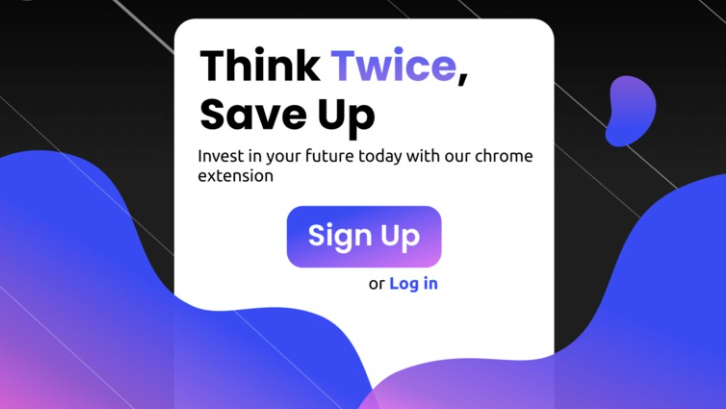 Think Twice,
Save Up
Invest in your future today with our chrome
extension
Sign Up
or Log in